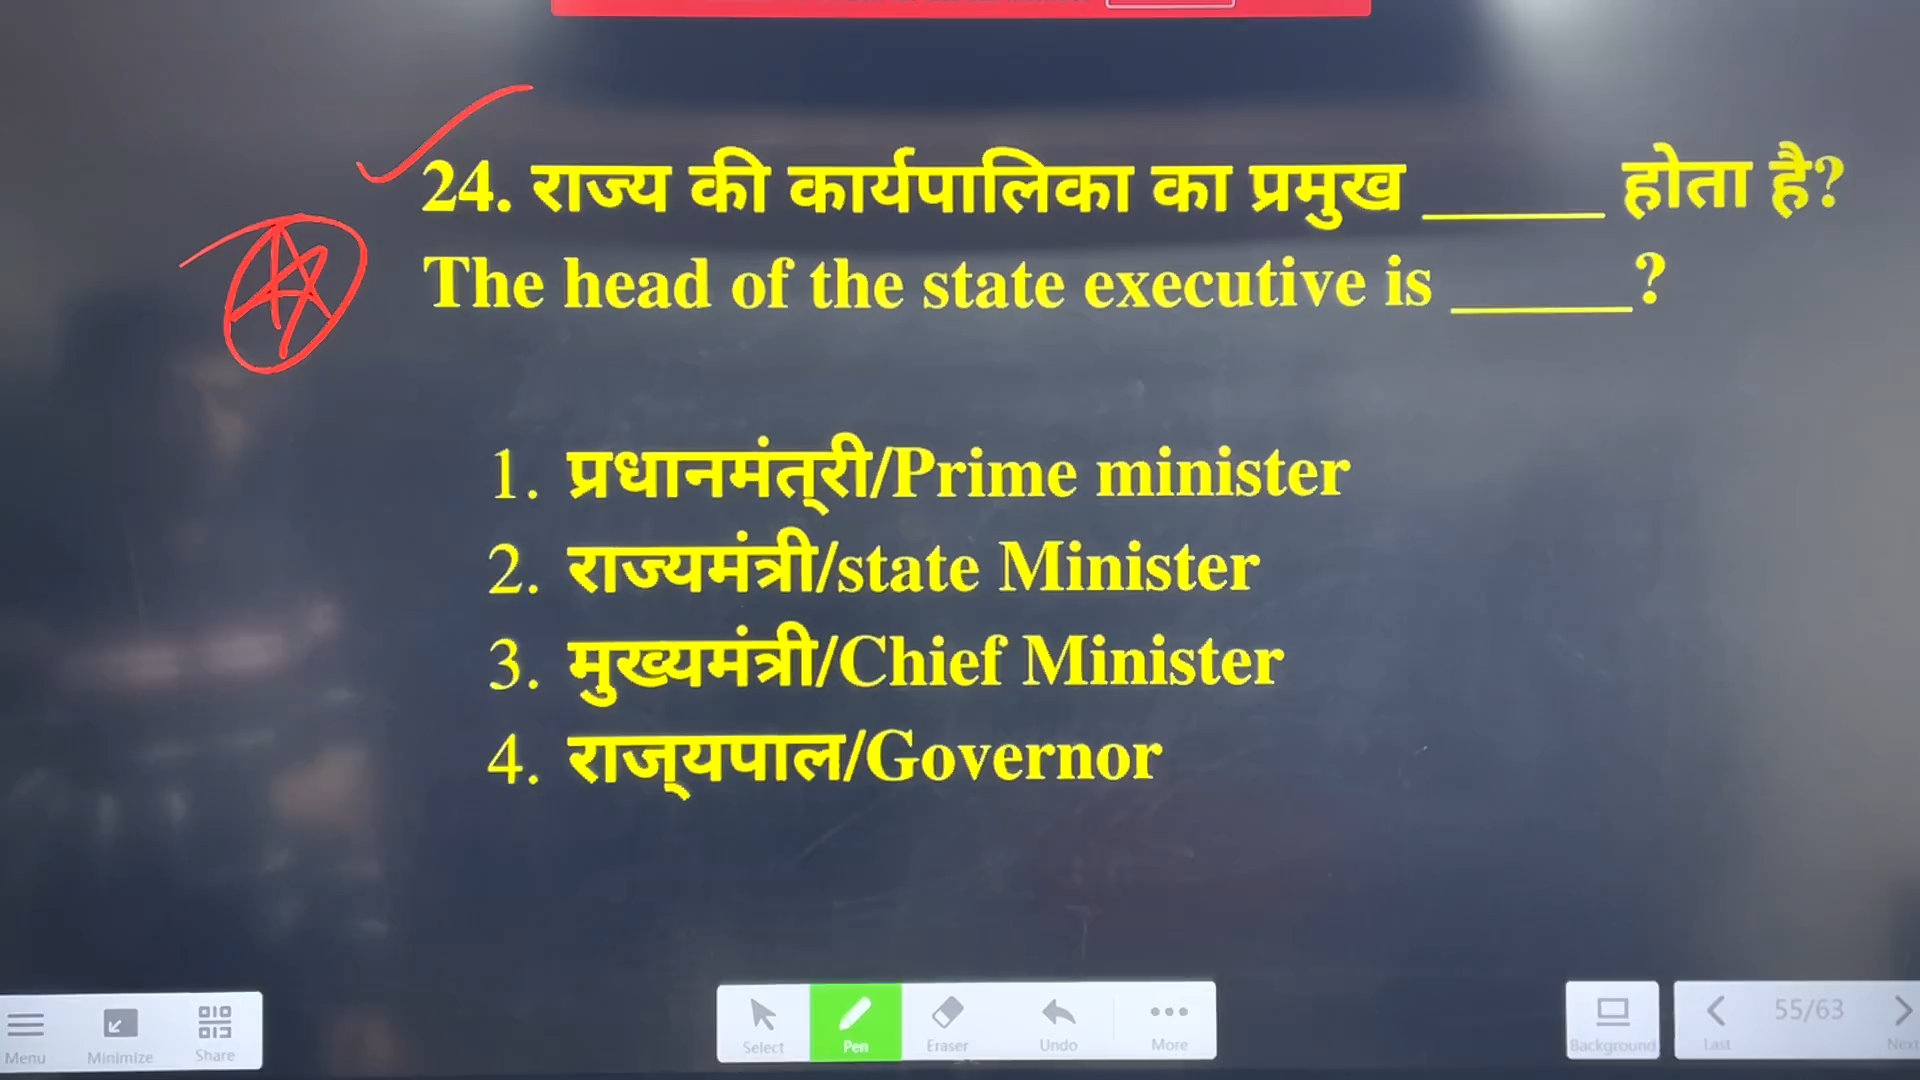 24. राज्य की कार्यपालिका का प्रमुख _____ होता है?
The head of the state executive is _____?
1. प्रधानमंत्‌री/Prime minister
2. राज्यमंत्री/state Minister
3. मुख्यमंत्री/Chief Minister
4. राज्‌यपाल/Governor
Menu Minimize Share Select Pen Eraser Undo More Background Last 55/63 Next